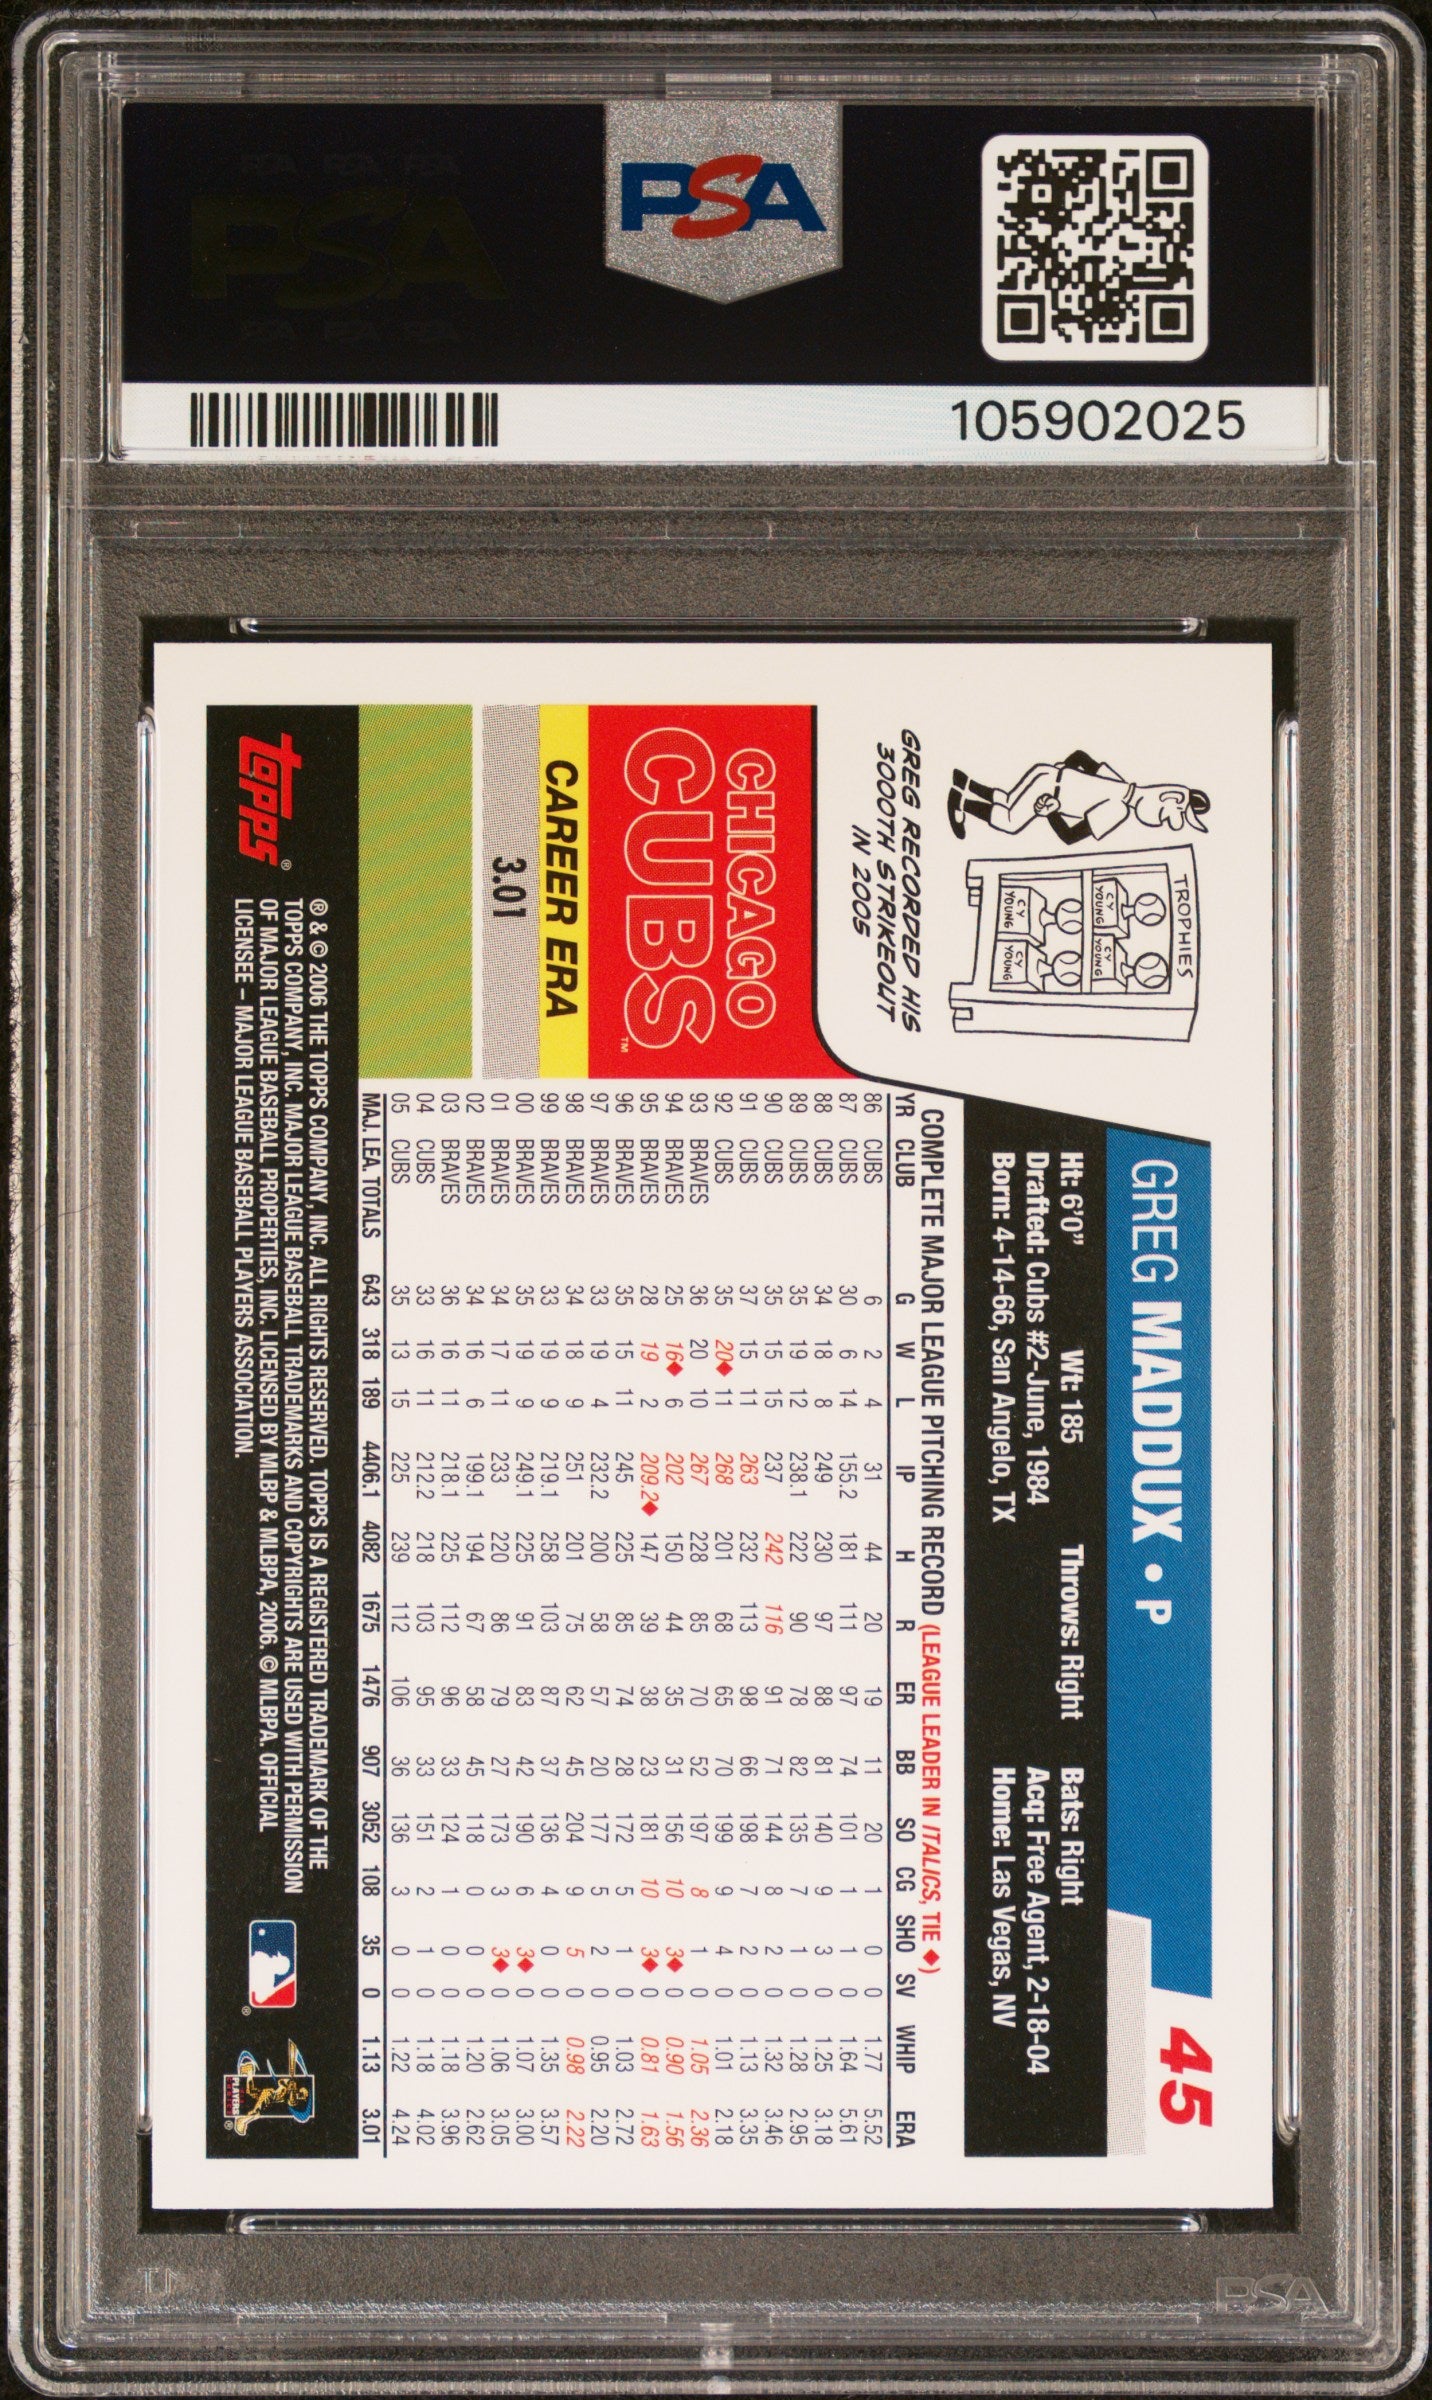 PSA
PSA
105902025
GREG MADDUX • P
45
Ht: 6'0" Wt: 185 Throws: Right Bats: Right
Drafted: Cubs #2-June, 1984 Acq: Free Agent, 2-18-04
Born: 4-14-66, San Angelo, TX Home: Las Vegas, NV
TROPHIES
CY YOUNG
CY YOUNG
CY YOUNG
CY YOUNG
GREG RECORDED HIS
3000TH STRIKEOUT
IN 2005
CHICAGO
CUBS™
CAREER ERA
3.01
COMPLETE MAJOR LEAGUE PITCHING RECORD (LEAGUE LEADER IN ITALICS, TIE ♦)
YR CLUB G W L IP H R ER BB SO CG SHO SV WHIP ERA
86 CUBS 6 2 4 31 44 20 19 11 20 1 0 0 1.77 5.52
87 CUBS 30 6 14 155.2 181 111 97 74 101 1 1 0 1.64 5.61
88 CUBS 34 18 8 249 230 97 88 81 140 9 3 0 1.25 3.18
89 CUBS 35 19 12 238.1 222 90 78 82 135 7 1 0 1.28 2.95
90 CUBS 35 15 15 237 242 116 91 71 144 8 2 0 1.32 3.46
91 CUBS 37 15 11 263 232 113 98 66 198 7 2 0 1.13 3.35
92 CUBS 35 20♦ 11 268 201 68 65 70 199 9 4 0 1.01 2.18
93 BRAVES 36 20 10 267 228 85 70 52 197 8 1 0 1.05 2.36
94 BRAVES 25 16♦ 6 202 150 44 35 31 156 10 3♦ 0 0.90 1.56
95 BRAVES 28 19 2 209.2♦ 147 39 38 23 181 10 3♦ 0 0.81 1.63
96 BRAVES 35 15 11 245 225 85 74 28 172 5 1 0 1.03 2.72
97 BRAVES 33 19 4 232.2 200 58 57 20 177 5 2 0 0.95 2.20
98 BRAVES 34 18 9 251 201 75 62 45 204 9 5 0 0.98 2.22
99 BRAVES 33 19 9 219.1 258 103 87 37 136 4 0 0 1.35 3.57
00 BRAVES 35 19 9 249.1 225 91 83 42 190 6 3♦ 0 1.07 3.00
01 BRAVES 34 17 11 233 220 86 79 27 173 3 3♦ 0 1.06 3.05
02 BRAVES 34 16 6 199.1 194 67 58 45 118 0 0 0 1.20 2.62
03 BRAVES 36 16 11 218.1 225 112 96 33 124 1 0 0 1.18 3.96
04 CUBS 33 16 11 212.2 218 103 95 33 151 2 1 0 1.18 4.02
05 CUBS 35 13 15 225 239 112 106 36 136 3 0 0 1.22 4.24
MAJ. LEA. TOTALS 643 318 189 4406.1 4082 1675 1476 907 3052 108 35 0 1.13 3.01
topps®
® & © 2006 THE TOPPS COMPANY, INC. ALL RIGHTS RESERVED. TOPPS IS A REGISTERED TRADEMARK OF THE
TOPPS COMPANY, INC. MAJOR LEAGUE BASEBALL TRADEMARKS AND COPYRIGHTS ARE USED WITH PERMISSION
OF MAJOR LEAGUE BASEBALL PROPERTIES, INC. LICENSED BY MLBP & MLBPA, 2006. © MLBPA. OFFICIAL
LICENSEE – MAJOR LEAGUE BASEBALL PLAYERS ASSOCIATION.
PLAYERS
PSA